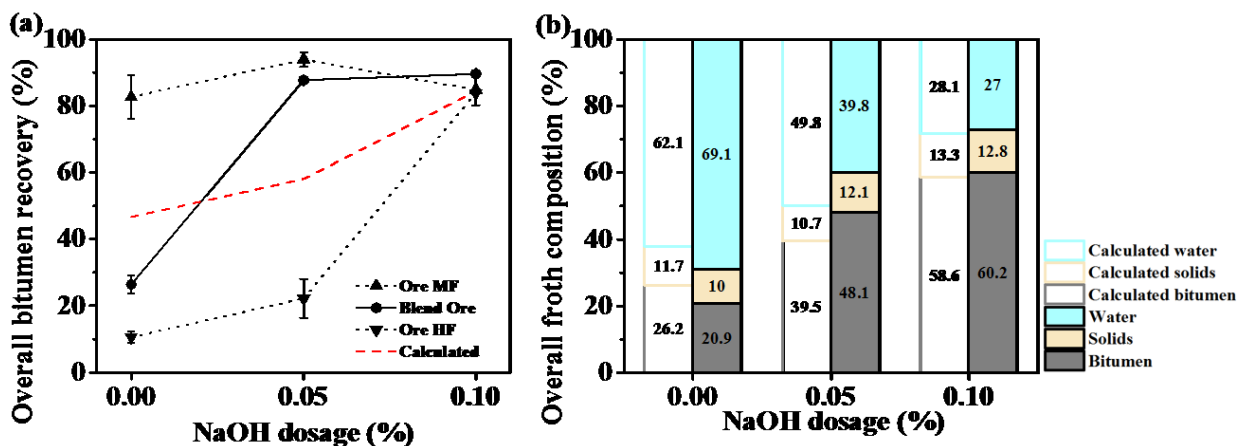 (a)
Overall bitumen recovery (%)
100
80
60
40
20
0
0.00
0.05
0.10
NaOH dosage (%)
Ore MF
Blend Ore
Ore HF
Calculated
(b)
Overall froth composition (%)
100
80
60
40
20
0
62.1
11.7
26.2
69.1
10
20.9
49.8
10.7
39.5
39.8
12.1
48.1
28.1
13.3
58.6
27
12.8
60.2
0.00
0.05
0.10
NaOH dosage (%)
Calculated water
Calculated solids
Calculated bitumen
Water
Solids
Bitumen